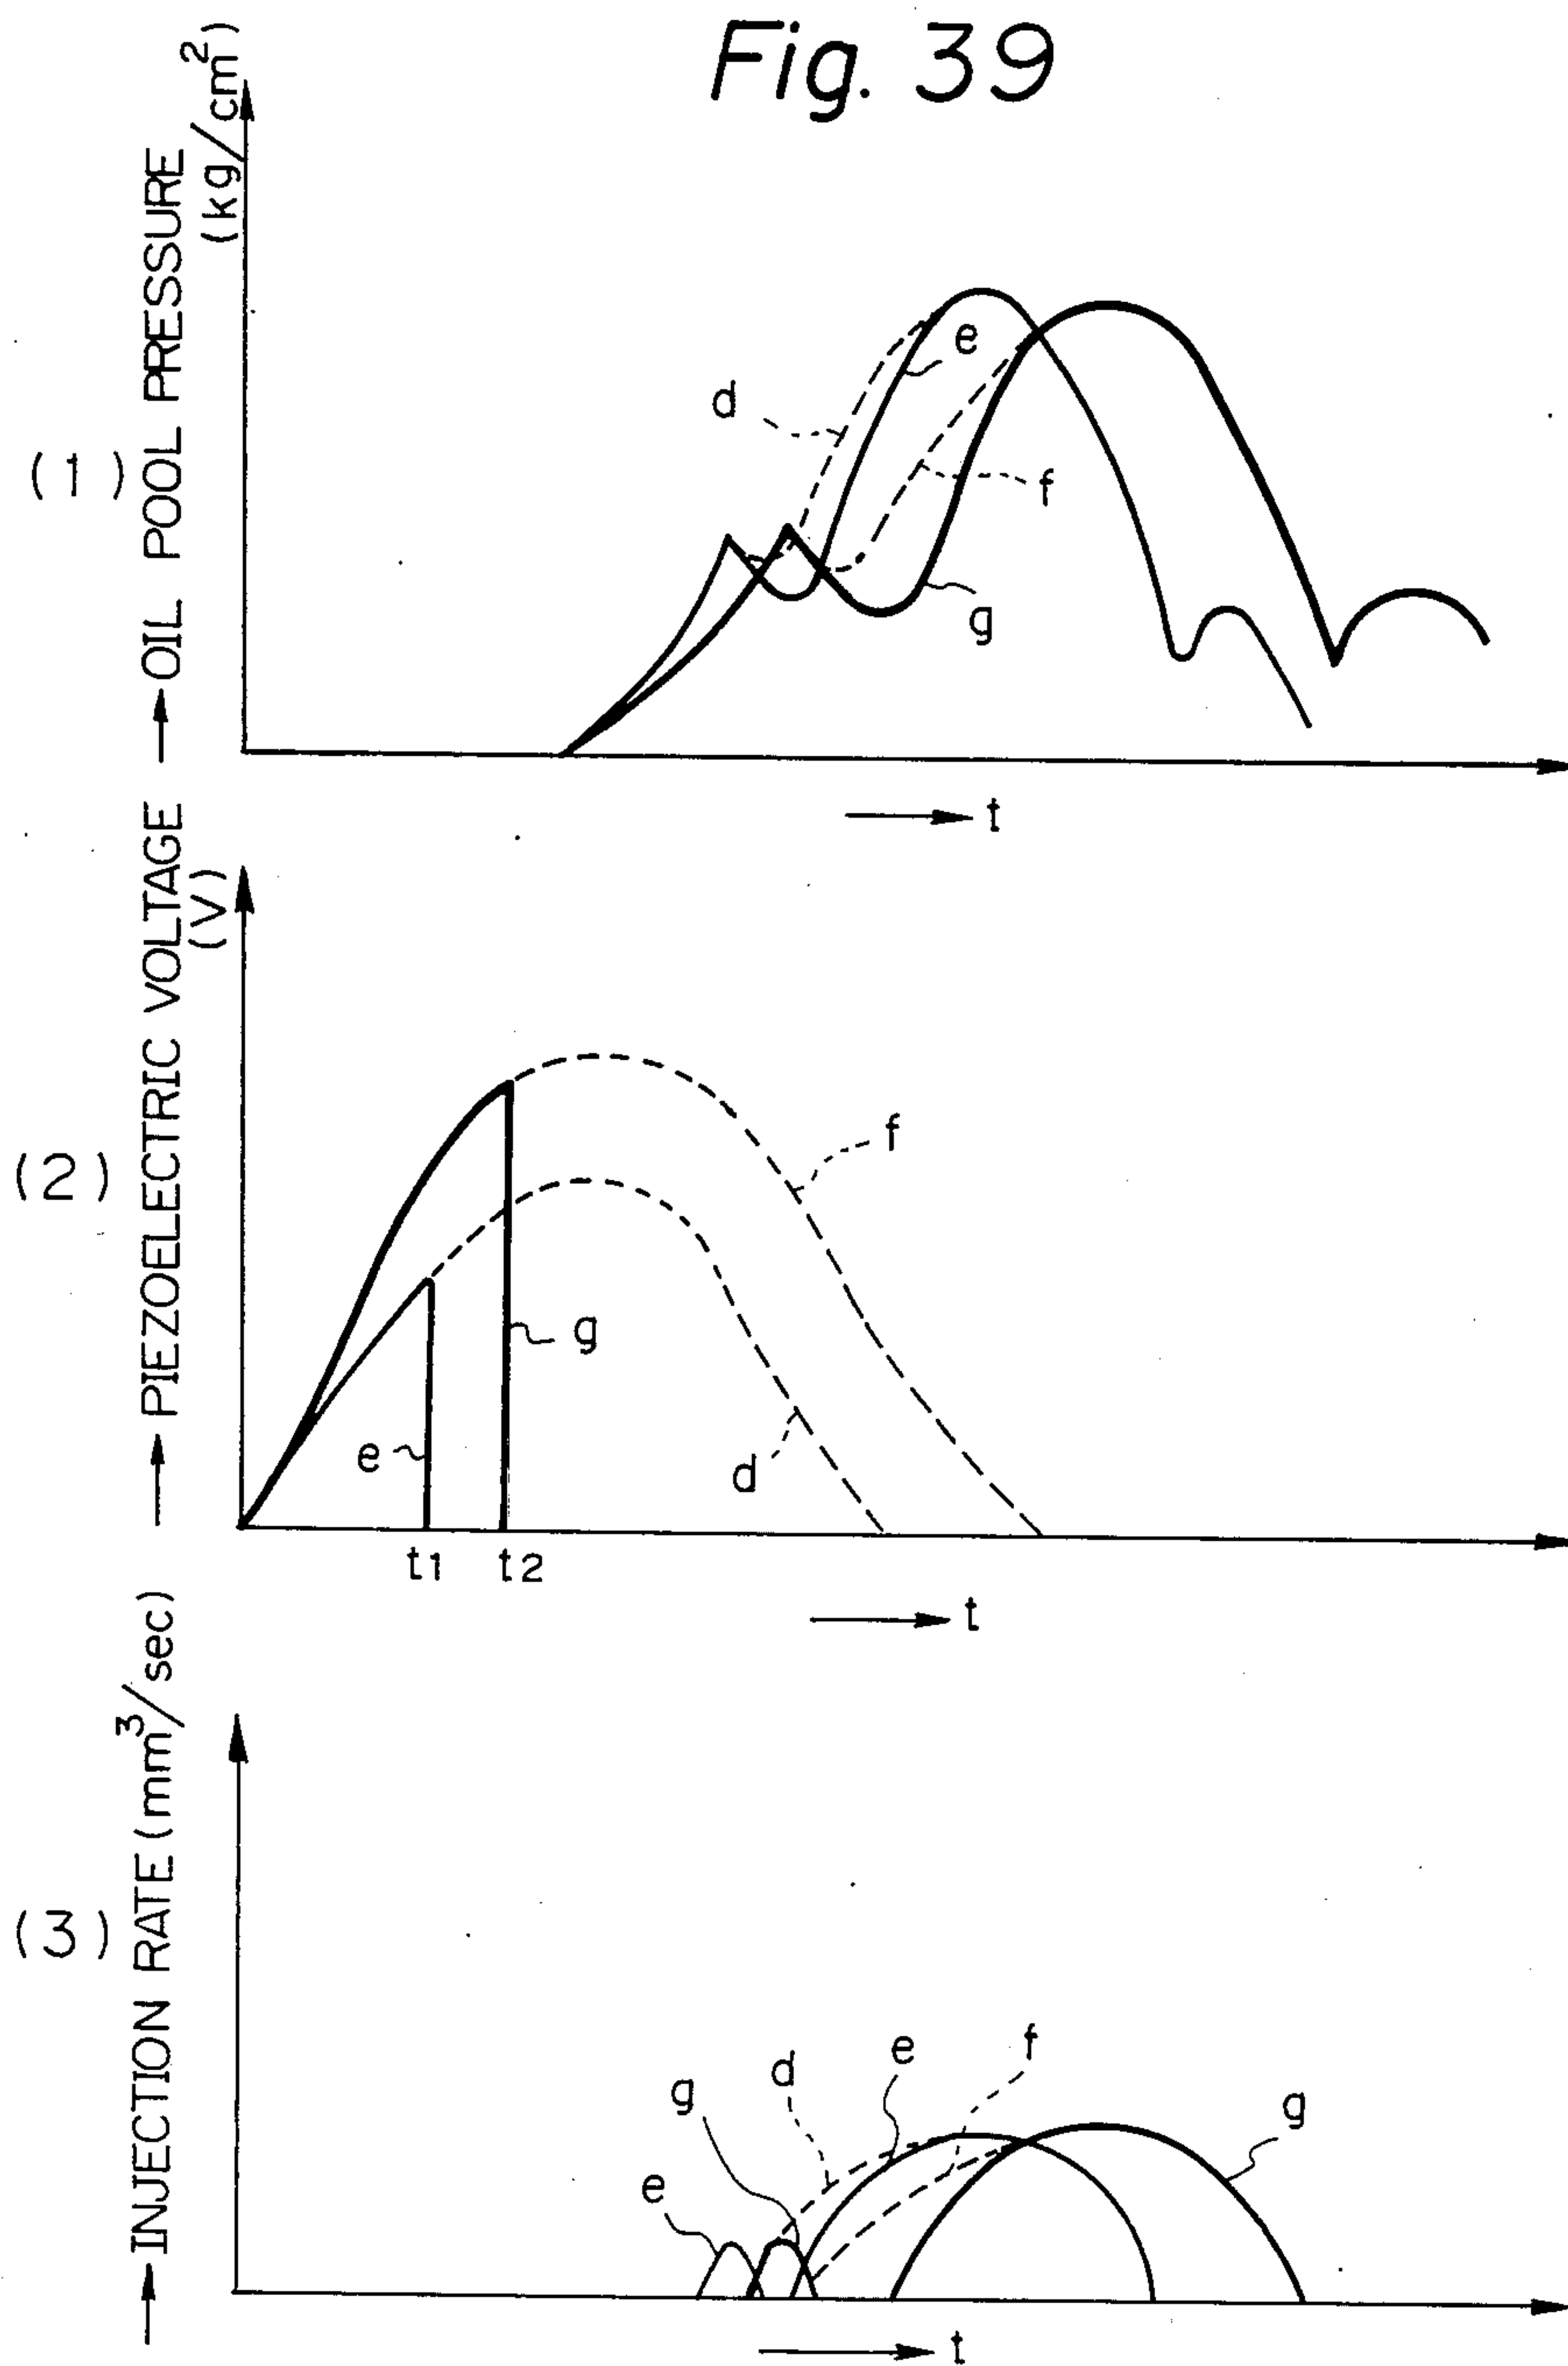 Fig. 39
(1)
OIL POOL PRESSURE
(kg/cm²)
d
e
f
g
t
(2)
PIEZOELECTRIC VOLTAGE
(V)
f
g
e
d
t1
t2
t
(3)
INJECTION RATE (mm³/sec)
e
g
d
e
f
g
t